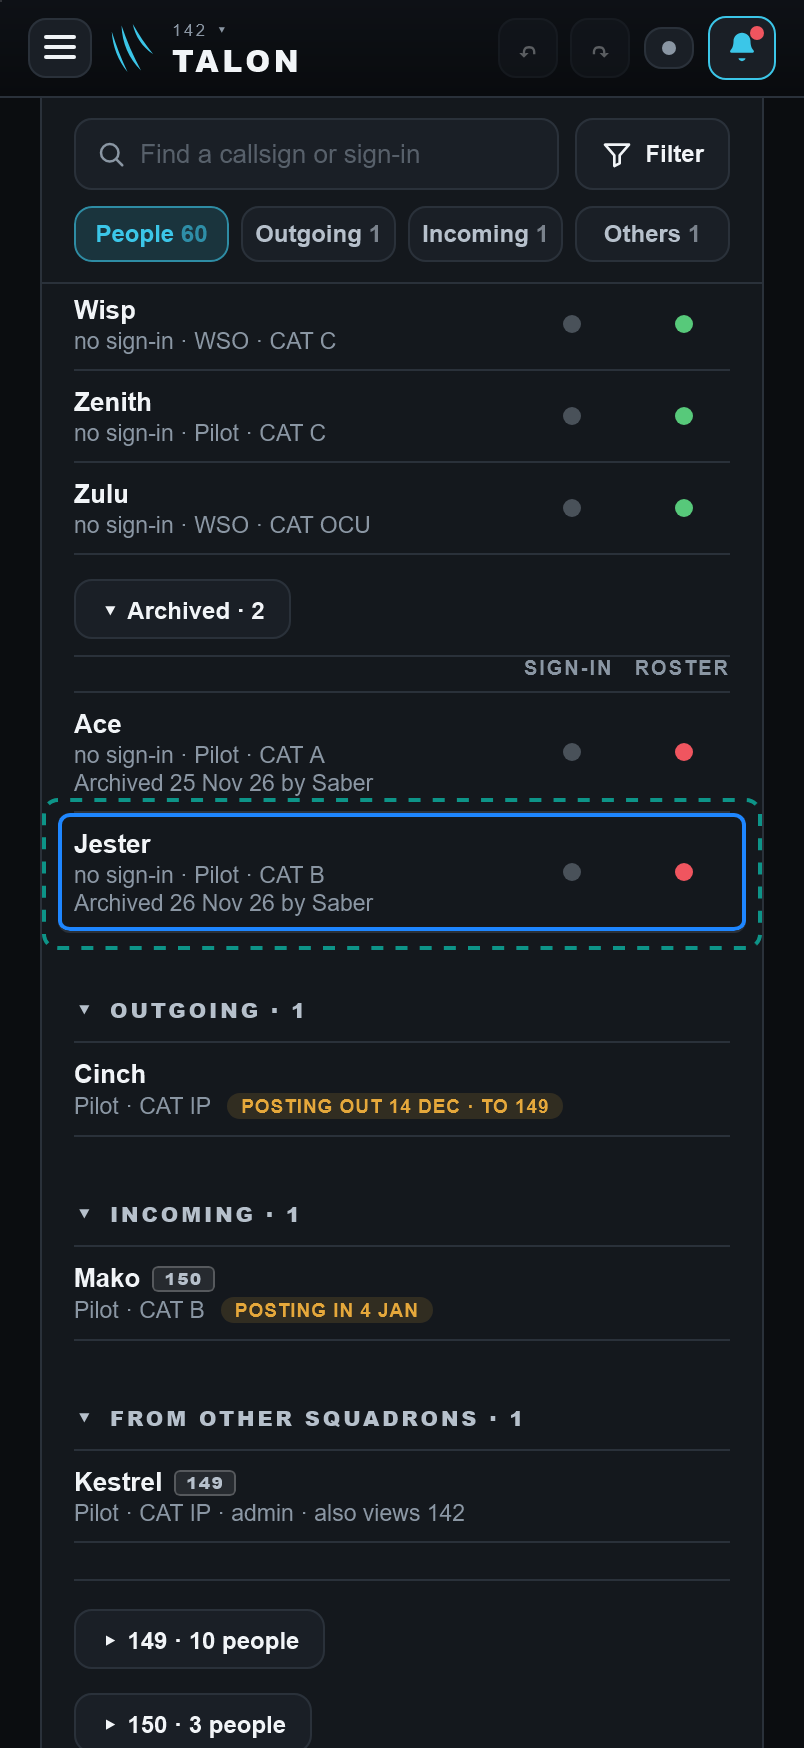 142 ▾
TALON
Find a callsign or sign-in
Filter
People 60
Outgoing 1
Incoming 1
Others 1
Wisp
no sign-in · WSO · CAT C
Zenith
no sign-in · Pilot · CAT C
Zulu
no sign-in · WSO · CAT OCU
▾ Archived · 2
SIGN-IN ROSTER
Ace
no sign-in · Pilot · CAT A
Archived 25 Nov 26 by Saber
Jester
no sign-in · Pilot · CAT B
Archived 26 Nov 26 by Saber
▾ OUTGOING · 1
Cinch
Pilot · CAT IP POSTING OUT 14 DEC · TO 149
▾ INCOMING · 1
Mako 150
Pilot · CAT B POSTING IN 4 JAN
▾ FROM OTHER SQUADRONS · 1
Kestrel 149
Pilot · CAT IP · admin · also views 142
▸ 149 · 10 people
▸ 150 · 3 people